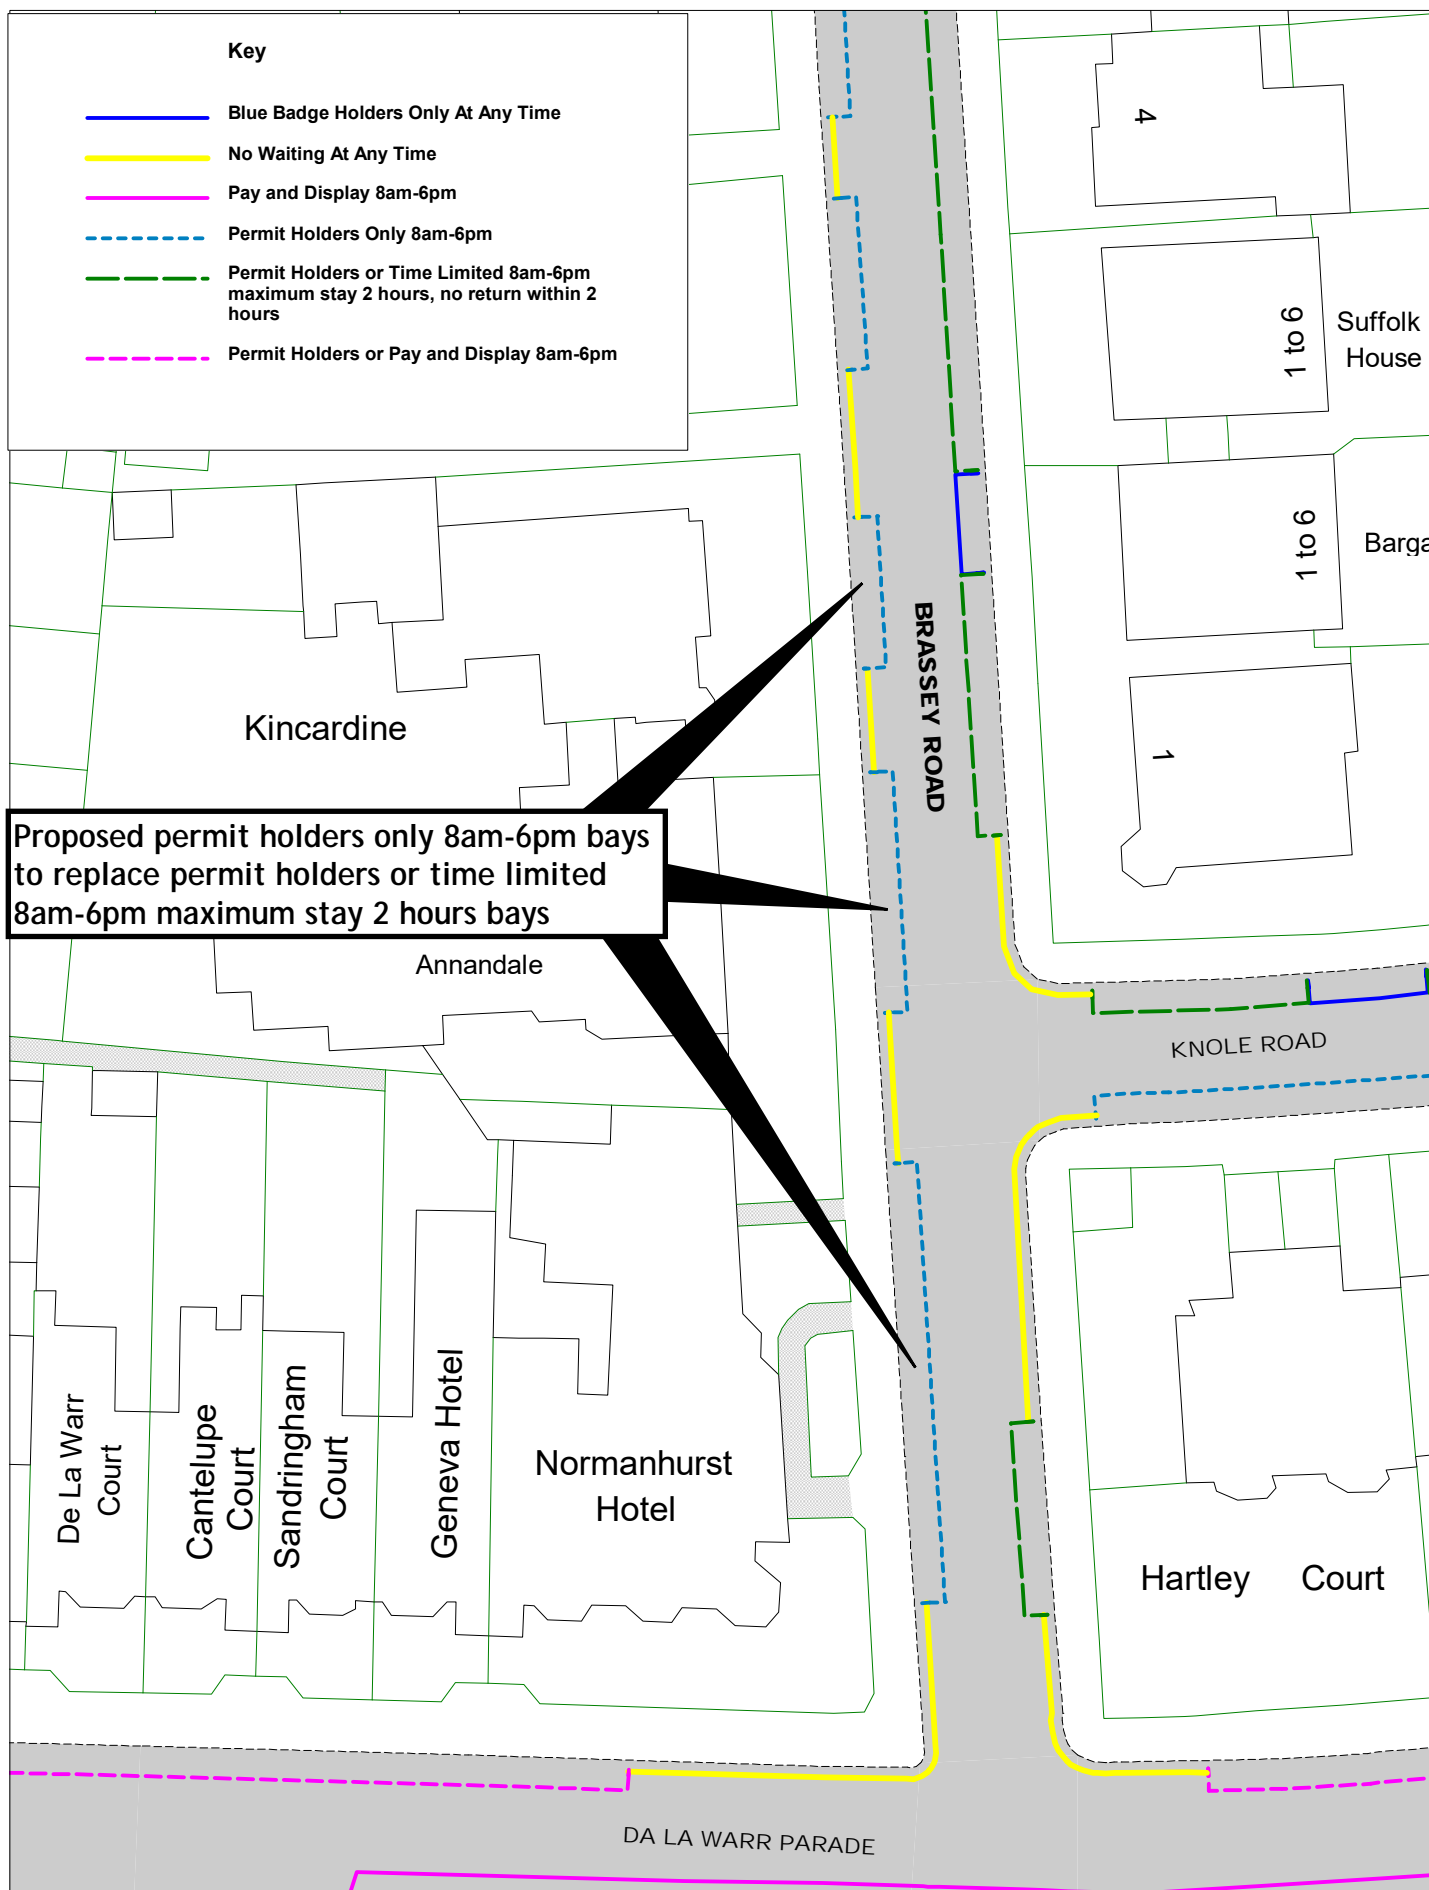 Key
Blue Badge Holders Only At Any Time
No Waiting At Any Time
Pay and Display 8am-6pm
Permit Holders Only 8am-6pm
Permit Holders or Time Limited 8am-6pm
maximum stay 2 hours, no return within 2
hours
Permit Holders or Pay and Display 8am-6pm
4
1 to 6
Suffolk
House
1 to 6
Barga
BRASSEY ROAD
Kincardine
1
Proposed permit holders only 8am-6pm bays
to replace permit holders or time limited
8am-6pm maximum stay 2 hours bays
Annandale
KNOLE ROAD
De La Warr
Court
Cantelupe
Court
Sandringham
Court
Geneva Hotel
Normanhurst
Hotel
Hartley Court
DA LA WARR PARADE